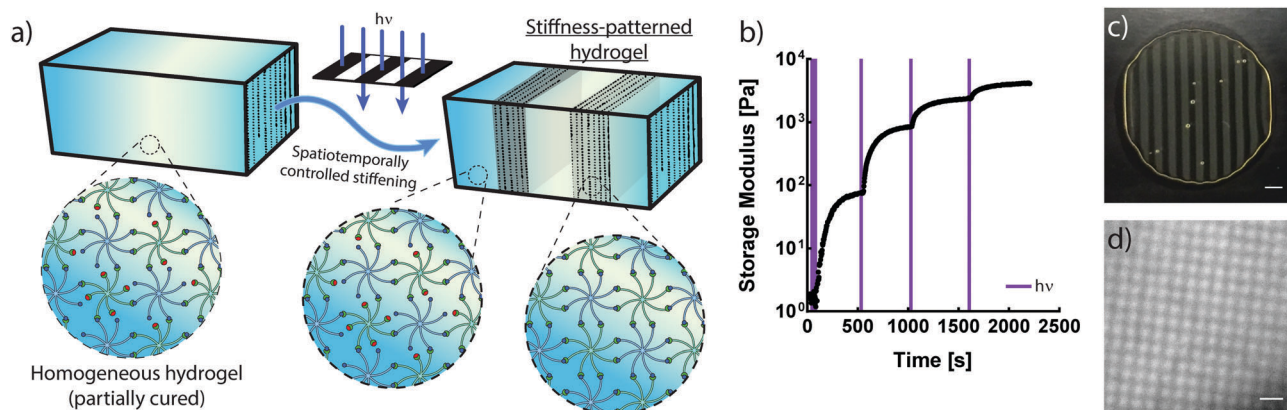 a)
hν
Stiffness-patterned
hydrogel
Spatiotemporally
controlled stiffening
Homogeneous hydrogel
(partially cured)
b)
Storage Modulus [Pa]
10⁴
10³
10²
10¹
10⁰
0
500
1000
1500
2000
2500
Time [s]
hν
c)
d)